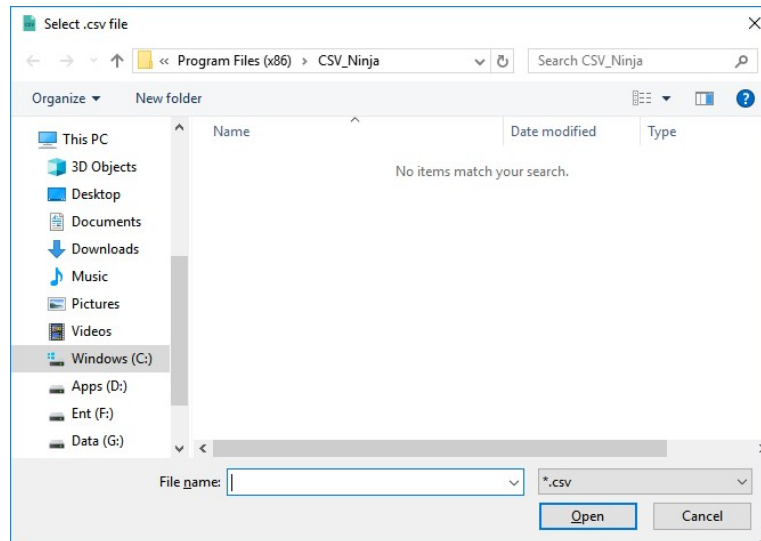 Select .csv file
« Program Files (x86) › CSV_Ninja
Search CSV_Ninja
Organize
New folder
Name
Date modified
Type
No items match your search.
This PC
3D Objects
Desktop
Documents
Downloads
Music
Pictures
Videos
Windows (C:)
Apps (D:)
Ent (F:)
Data (G:)
File name:
*.csv
Open
Cancel